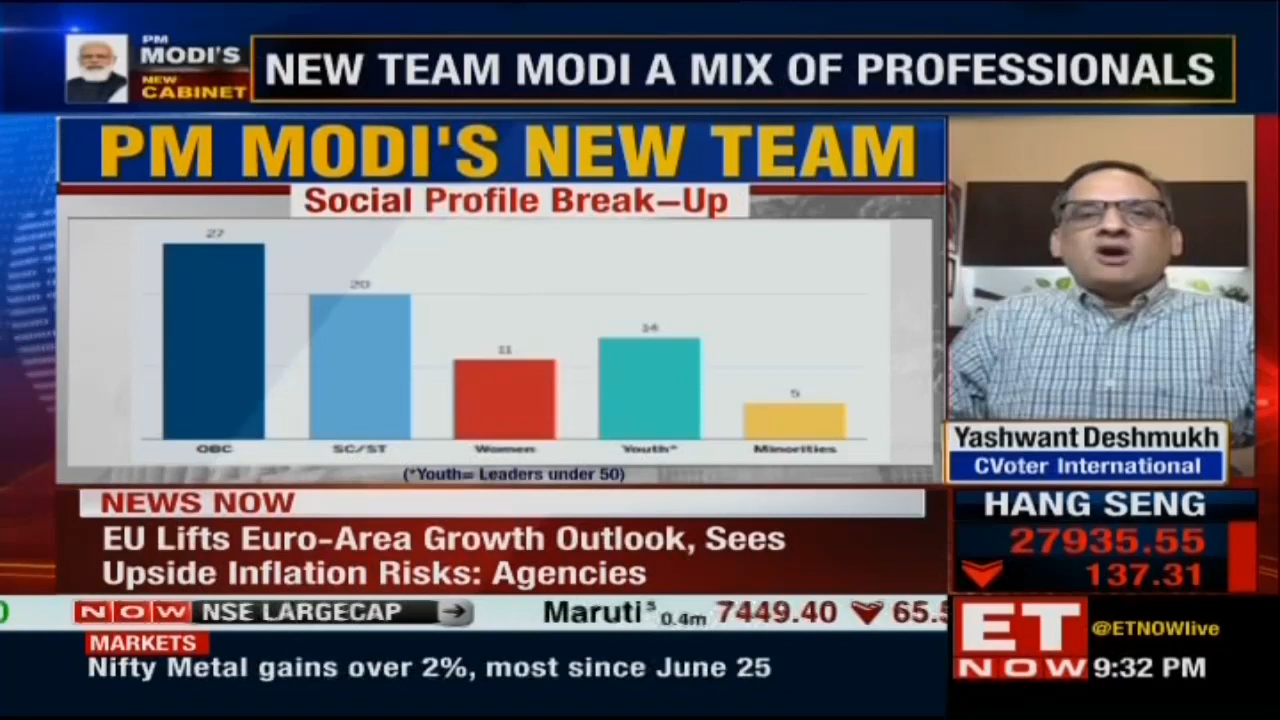 PM
MODI'S
NEW
CABINET
NEW TEAM MODI A MIX OF PROFESSIONALS
PM MODI'S NEW TEAM
Social Profile Break-Up
27
20
11
14
5
OBC
SC/ST
Women
Youth*
Minorities
(*Youth= Leaders under 50)
Yashwant Deshmukh
CVoter International
NEWS NOW
EU Lifts Euro-Area Growth Outlook, Sees
Upside Inflation Risks: Agencies
HANG SENG
27935.55
137.31
0 NOW NSE LARGECAP Maruti 0.4m 7449.40 65.5
MARKETS
Nifty Metal gains over 2%, most since June 25
ET
NOW
@ETNOWlive
9:32 PM